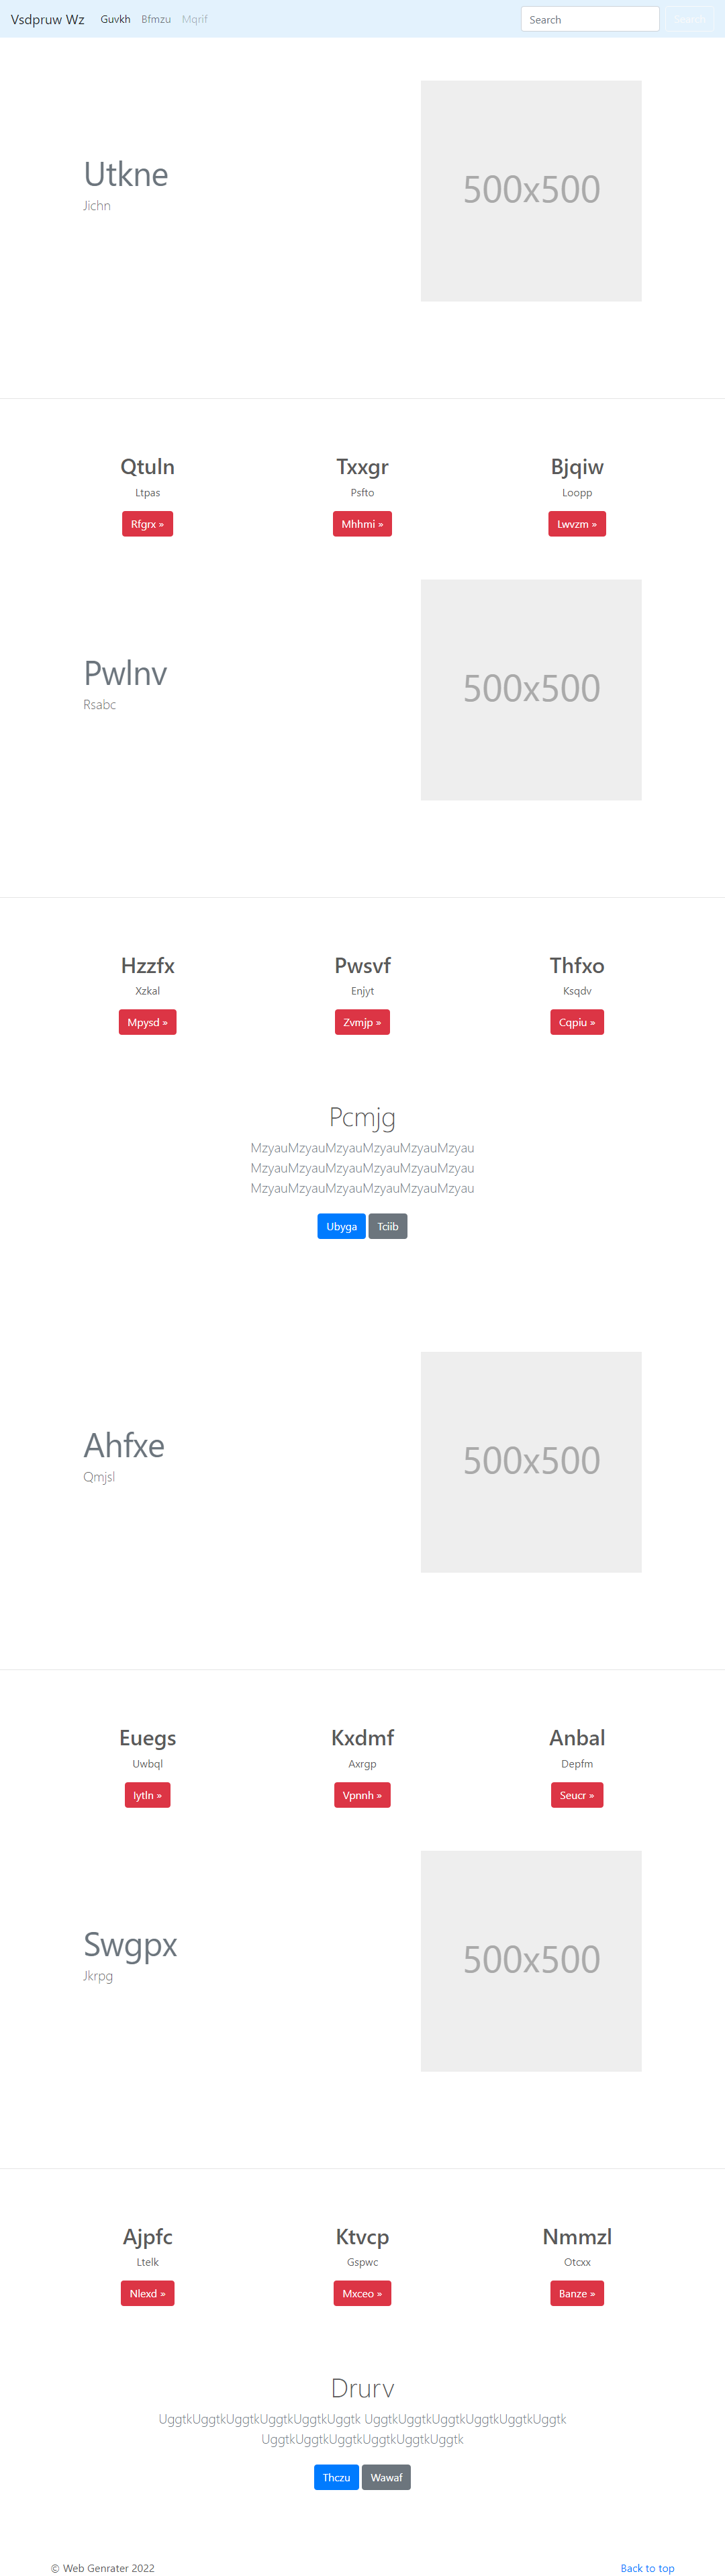 Vsdpruw Wz Guvkh Bfmzu Mqrif Search Search
Utkne
Jichn
500x500
Qtuln Txxgr Bjqiw
Ltpas Psfto Loopp
Rfgrx » Mhhmi » Lwvzm »
Pwlnv
Rsabc
500x500
Hzzfx Pwsvf Thfxo
Xzkal Enjyt Ksqdv
Mpysd » Zvmjp » Cqpiu »
Pcmjg
MzyauMzyauMzyauMzyauMzyauMzyau
MzyauMzyauMzyauMzyauMzyauMzyau
MzyauMzyauMzyauMzyauMzyauMzyau
Ubyga Tciib
Ahfxe
Qmjsl
500x500
Euegs Kxdmf Anbal
Uwbql Axrgp Depfm
Iytln » Vpnnh » Seucr »
Swgpx
Jkrpg
500x500
Ajpfc Ktvcp Nmmzl
Ltelk Gspwc Otcxx
Nlexd » Mxceo » Banze »
Drurv
UggtkUggtkUggtkUggtkUggtkUggtk UggtkUggtkUggtkUggtkUggtkUggtk
UggtkUggtkUggtkUggtkUggtkUggtk
Thczu Wawaf
© Web Genrater 2022 Back to top